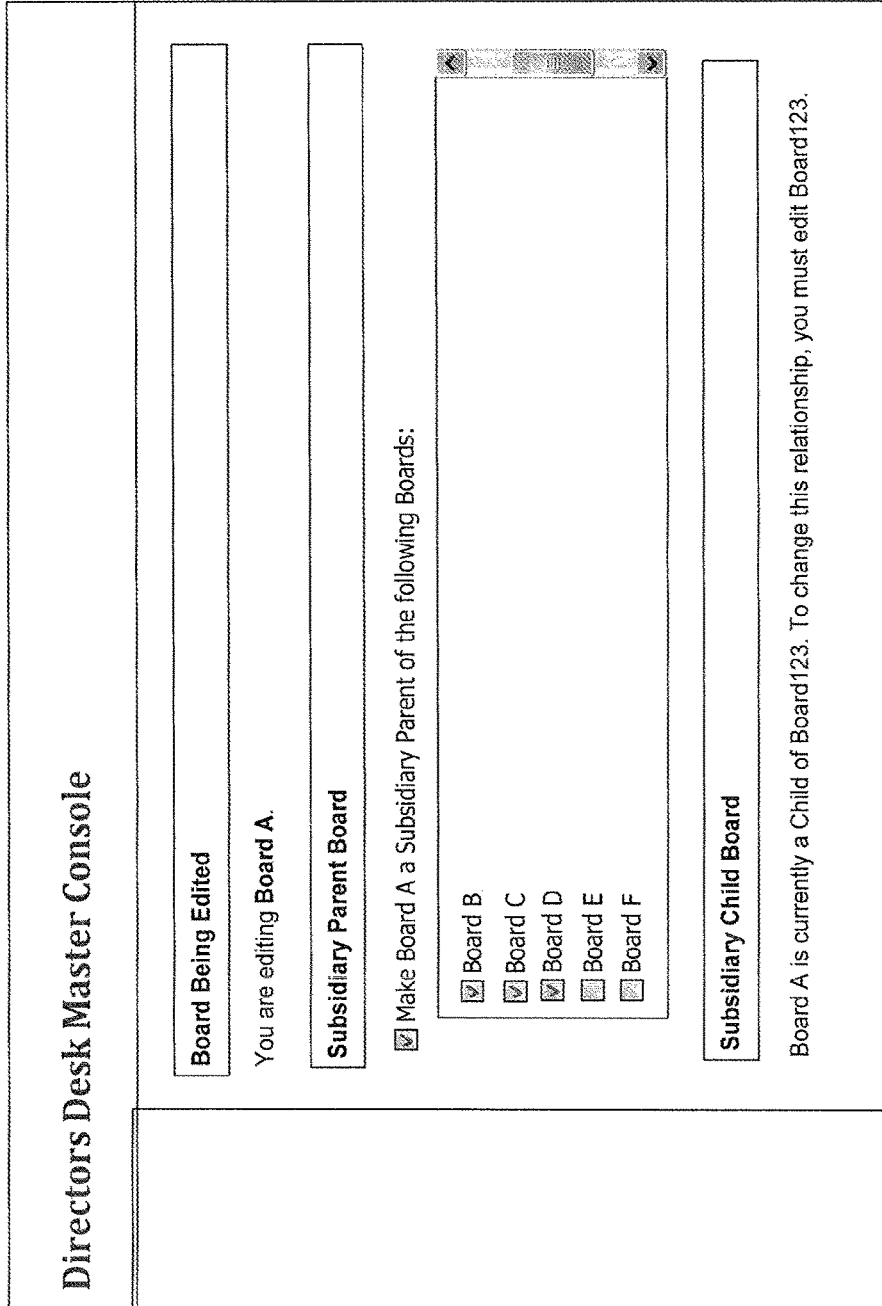 Directors Desk Master Console
Board Being Edited
You are editing Board A.
Subsidiary Parent Board
Make Board A a Subsidiary Parent of the following Boards:
Board B
Board C
Board D
Board E
Board F
Subsidiary Child Board
Board A is currently a Child of Board123. To change this relationship, you must edit Board123.